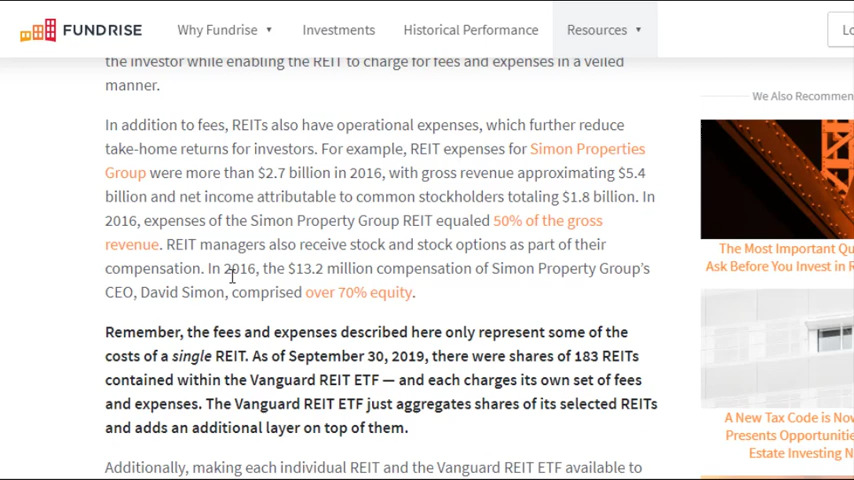 FUNDRISE
Why Fundrise
Investments
Historical Performance
Resources
Lo
the investor while enabling the REIT to charge for fees and expenses in a veiled
manner.
In addition to fees, REITs also have operational expenses, which further reduce
take-home returns for investors. For example, REIT expenses for Simon Properties
Group were more than $2.7 billion in 2016, with gross revenue approximating $5.4
billion and net income attributable to common stockholders totaling $1.8 billion. In
2016, expenses of the Simon Property Group REIT equaled 50% of the gross
revenue. REIT managers also receive stock and stock options as part of their
compensation. In 2016, the $13.2 million compensation of Simon Property Group's
CEO, David Simon, comprised over 70% equity.
Remember, the fees and expenses described here only represent some of the
costs of a single REIT. As of September 30, 2019, there were shares of 183 REITs
contained within the Vanguard REIT ETF — and each charges its own set of fees
and expenses. The Vanguard REIT ETF just aggregates shares of its selected REITs
and adds an additional layer on top of them.
Additionally, making each individual REIT and the Vanguard REIT ETF available to
We Also Recommen
The Most Important Qu
Ask Before You Invest in R
A New Tax Code is Nov
Presents Opportunitie
Estate Investing N